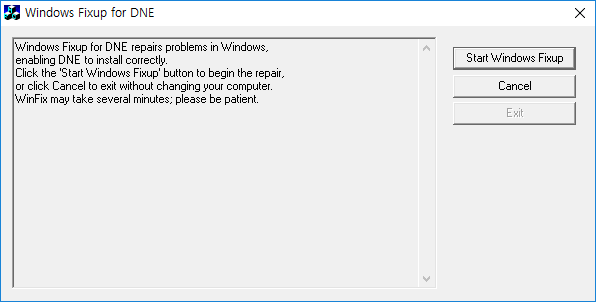 Windows Fixup for DNE
Windows Fixup for DNE repairs problems in Windows,
enabling DNE to install correctly.
Click the 'Start Windows Fixup' button to begin the repair,
or click Cancel to exit without changing your computer.
WinFix may take several minutes; please be patient.
Start Windows Fixup
Cancel
Exit